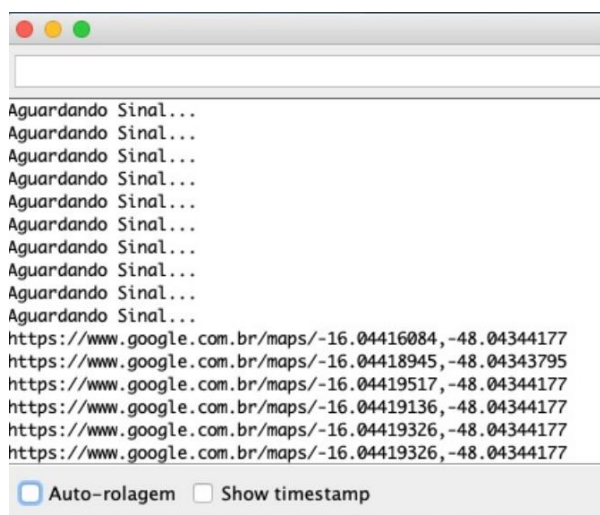 Aguardando Sinal...
Aguardando Sinal...
Aguardando Sinal...
Aguardando Sinal...
Aguardando Sinal...
Aguardando Sinal...
Aguardando Sinal...
Aguardando Sinal...
Aguardando Sinal...
Aguardando Sinal...
https://www.google.com.br/maps/-16.04416084,-48.04344177
https://www.google.com.br/maps/-16.04418945,-48.04343795
https://www.google.com.br/maps/-16.04419517,-48.04344177
https://www.google.com.br/maps/-16.04419136,-48.04344177
https://www.google.com.br/maps/-16.04419326,-48.04344177
https://www.google.com.br/maps/-16.04419326,-48.04344177
Auto-rolagem Show timestamp